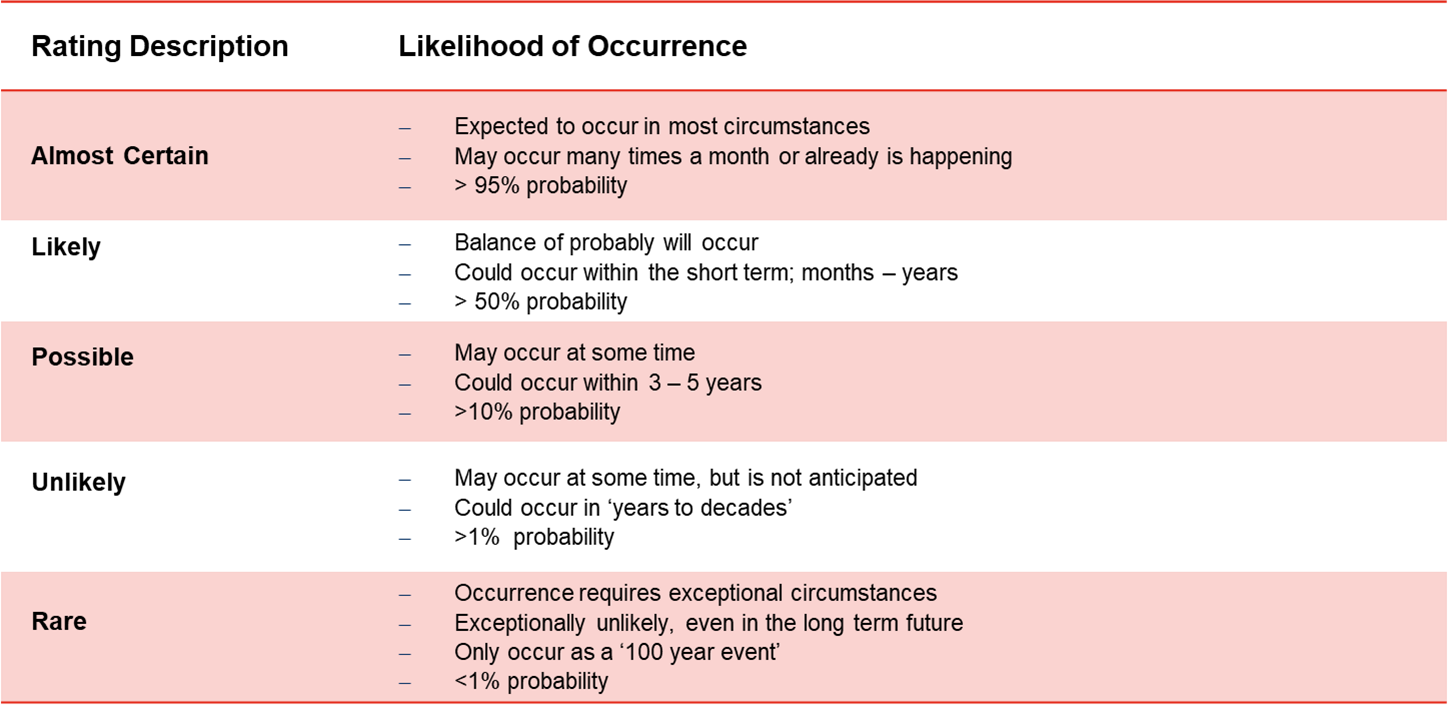 Rating Description Likelihood of Occurrence
Almost Certain
– Expected to occur in most circumstances
– May occur many times a month or already is happening
– > 95% probability
Likely
– Balance of probably will occur
– Could occur within the short term; months – years
– > 50% probability
Possible
– May occur at some time
– Could occur within 3 – 5 years
– >10% probability
Unlikely
– May occur at some time, but is not anticipated
– Could occur in ‘years to decades’
– >1% probability
Rare
– Occurrence requires exceptional circumstances
– Exceptionally unlikely, even in the long term future
– Only occur as a ‘100 year event’
– <1% probability